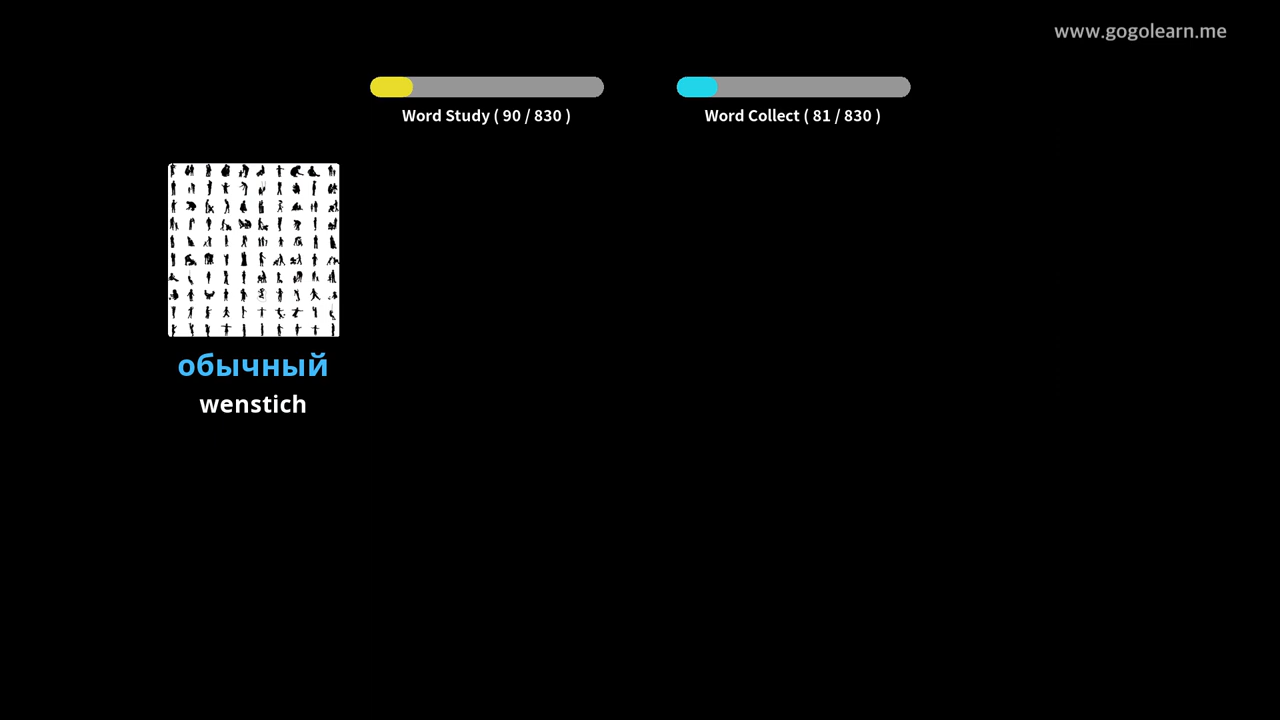 www.gogolearn.me
Word Study ( 90 / 830 )
Word Collect ( 81 / 830 )
обычный
wenstich